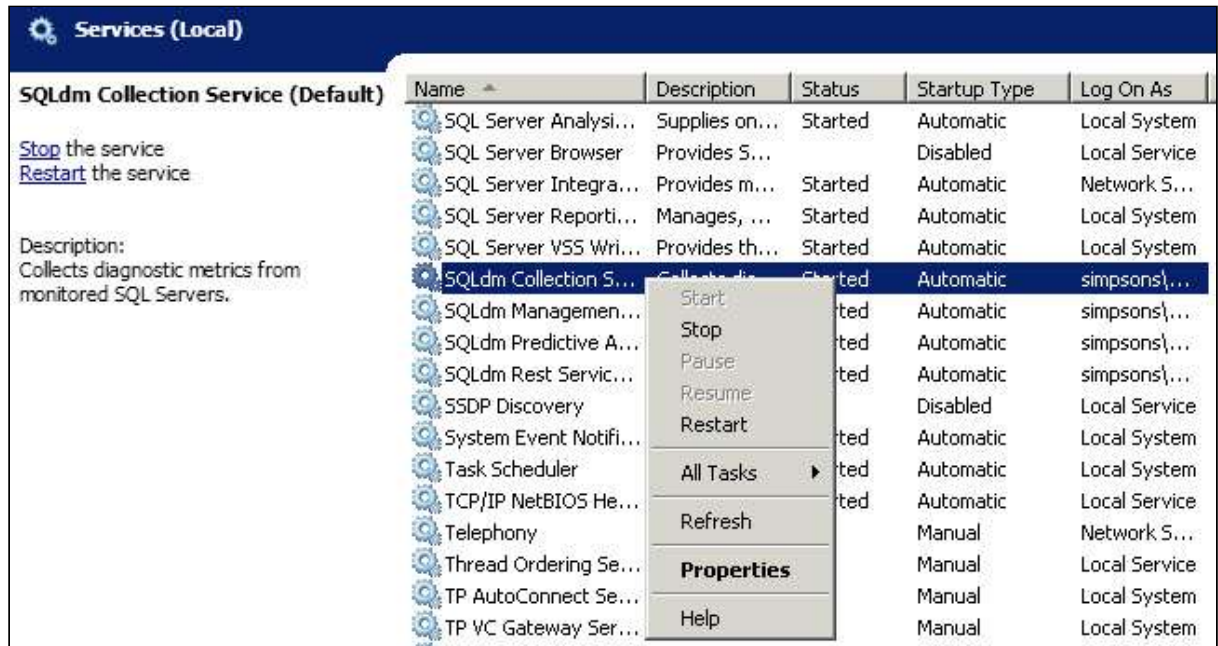 Services (Local)
SQLdm Collection Service (Default)
Stop the service
Restart the service
Description:
Collects diagnostic metrics from
monitored SQL Servers.
Name Description Status Startup Type Log On As
SQL Server Analysi... Supplies on... Started Automatic Local System
SQL Server Browser Provides S... Disabled Local Service
SQL Server Integra... Provides m... Started Automatic Network S...
SQL Server Reporti... Manages, ... Started Automatic Local System
SQL Server VSS Wri... Provides th... Started Automatic Local System
SQLdm Collection S... Automatic simpsons\...
SQLdm Managemen... ted Automatic simpsons\...
SQLdm Predictive A... ted Automatic simpsons\...
SQLdm Rest Servic... ted Automatic simpsons\...
SSDP Discovery Disabled Local Service
System Event Notifi... ted Automatic Local System
Task Scheduler ted Automatic Local System
TCP/IP NetBIOS He... ted Automatic Local Service
Telephony Manual Network S...
Thread Ordering Se... Manual Local Service
TP AutoConnect Se... Manual Local System
TP VC Gateway Ser... Manual Local System
Start
Stop
Pause
Resume
Restart
All Tasks
Refresh
Properties
Help